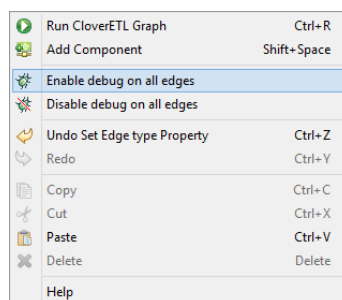 Run CloverETL Graph Ctrl+R
Add Component Shift+Space
Enable debug on all edges
Disable debug on all edges
Undo Set Edge type Property Ctrl+Z
Redo Ctrl+Y
Copy Ctrl+C
Cut Ctrl+X
Paste Ctrl+V
Delete Delete
Help